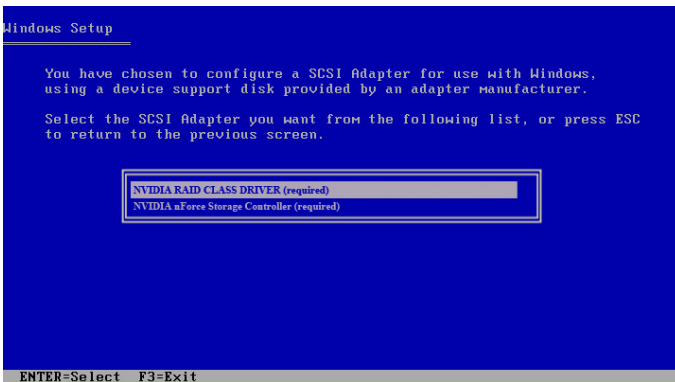 Windows Setup
You have chosen to configure a SCSI Adapter for use with Windows,
using a device support disk provided by an adapter manufacturer.
Select the SCSI Adapter you want from the following list, or press ESC
to return to the previous screen.
NVIDIA RAID CLASS DRIVER (required)
NVIDIA nForce Storage Controller (required)
ENTER=Select F3=Exit